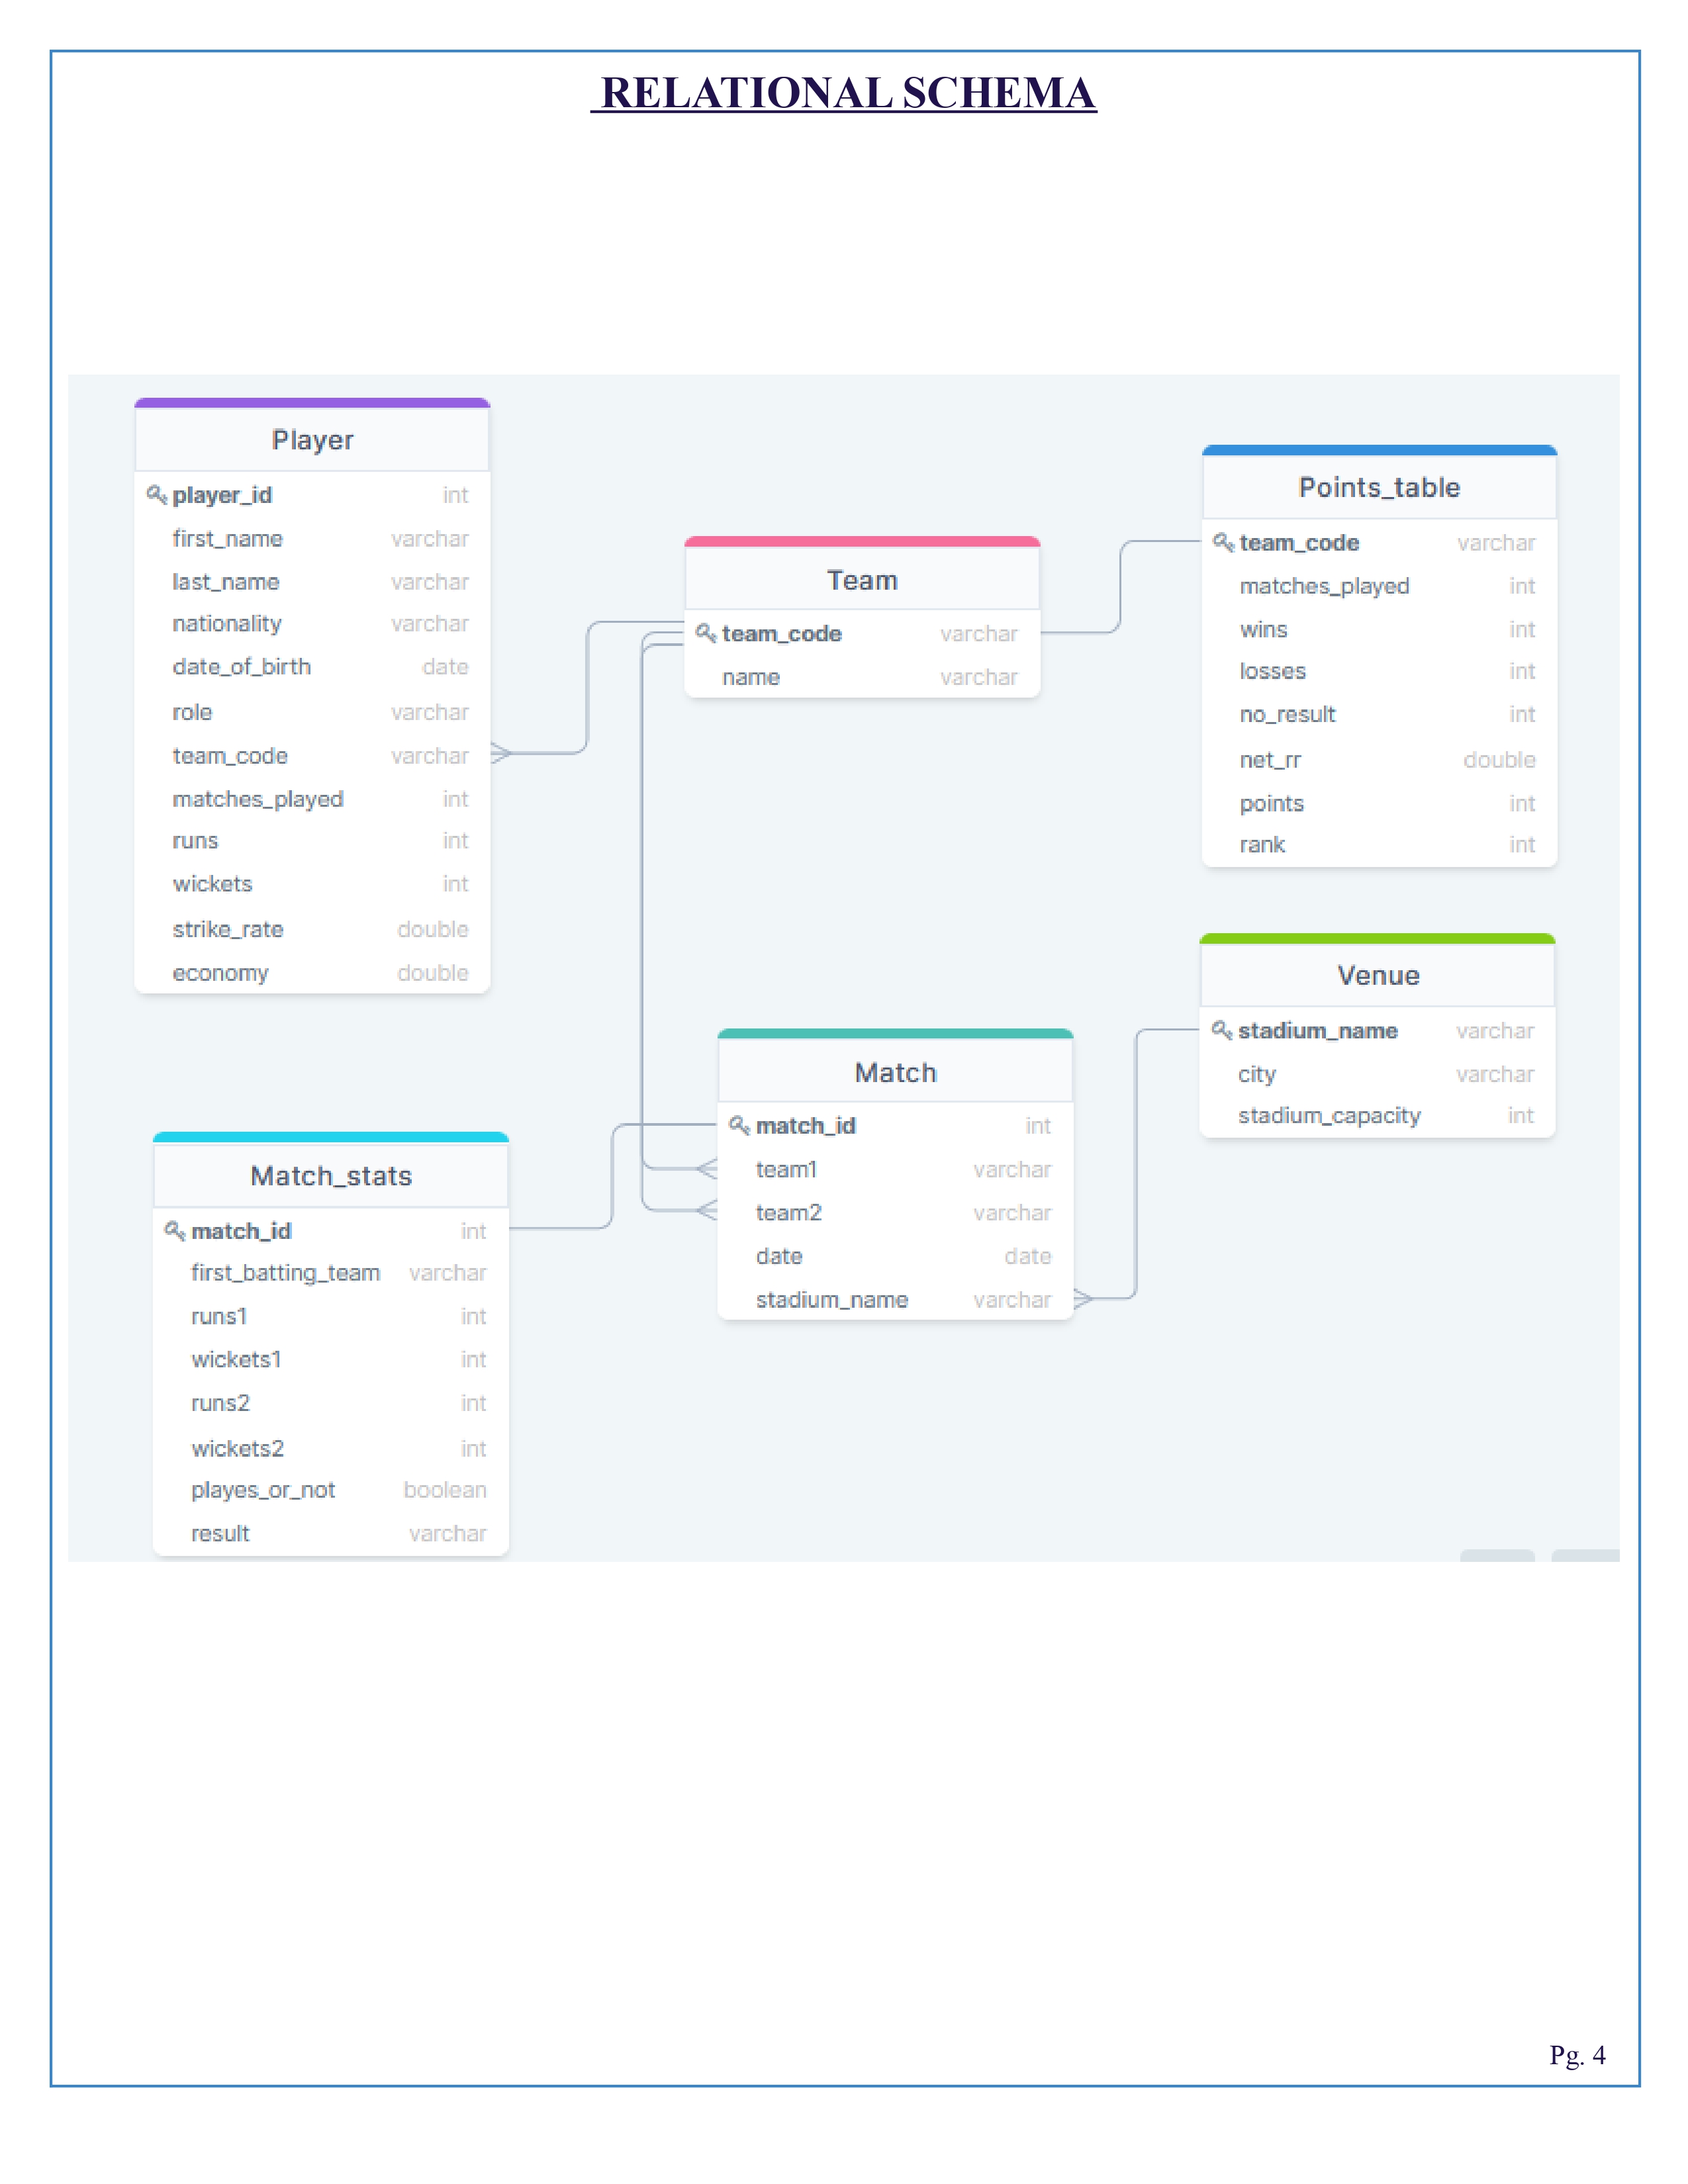 RELATIONAL SCHEMA
Player
player_id int
first_name varchar
last_name varchar
nationality varchar
date_of_birth date
role varchar
team_code varchar
matches_played int
runs int
wickets int
strike_rate double
economy double
Team
team_code varchar
name varchar
Points_table
team_code varchar
matches_played int
wins int
losses int
no_result int
net_rr double
points int
rank int
Venue
stadium_name varchar
city varchar
stadium_capacity int
Match
match_id int
team1 varchar
team2 varchar
date date
stadium_name varchar
Match_stats
match_id int
first_batting_team varchar
runs1 int
wickets1 int
runs2 int
wickets2 int
playes_or_not boolean
result varchar
Pg. 4